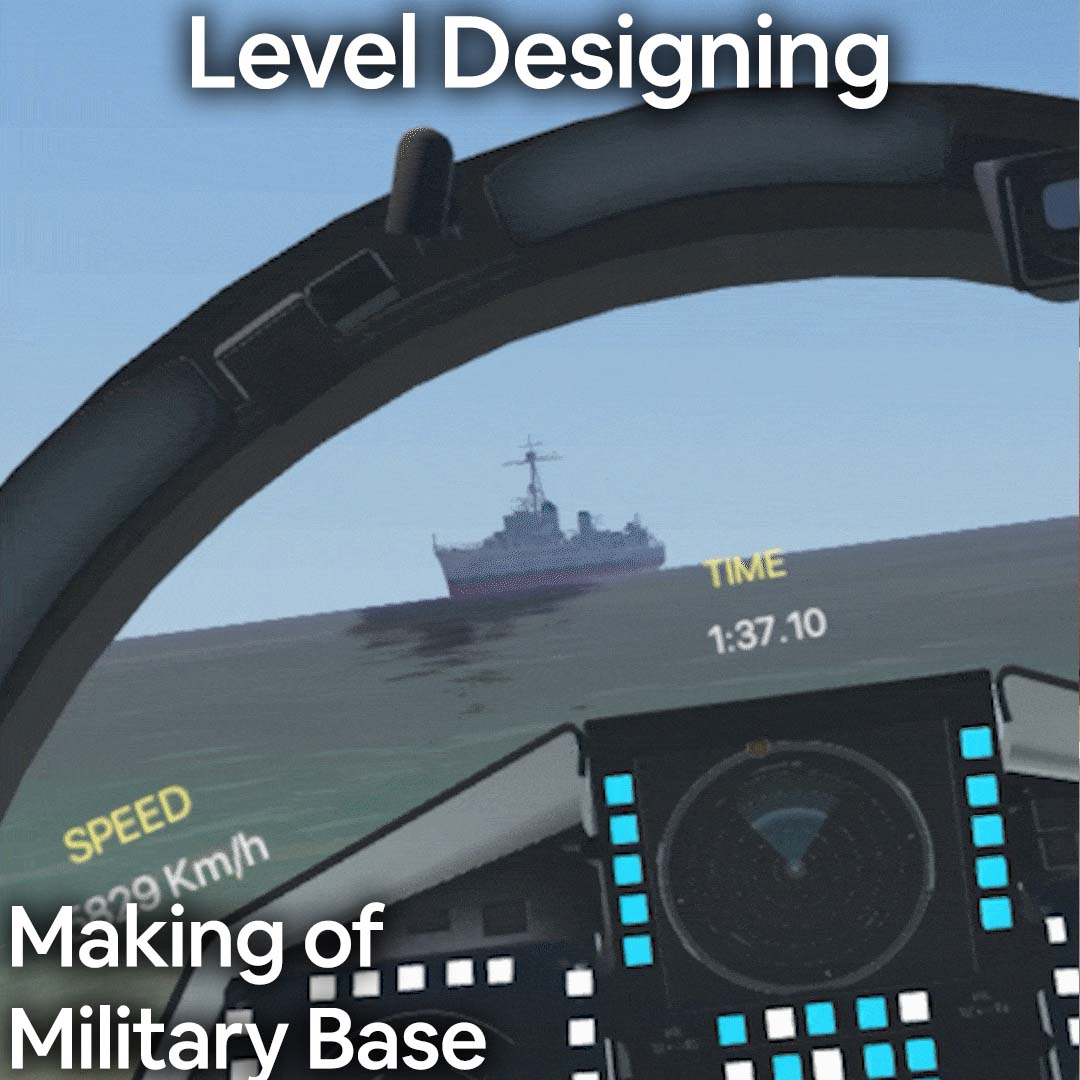 Level Designing
TIME
1:37.10
SPEED
829 Km/h
Making of
Military Base